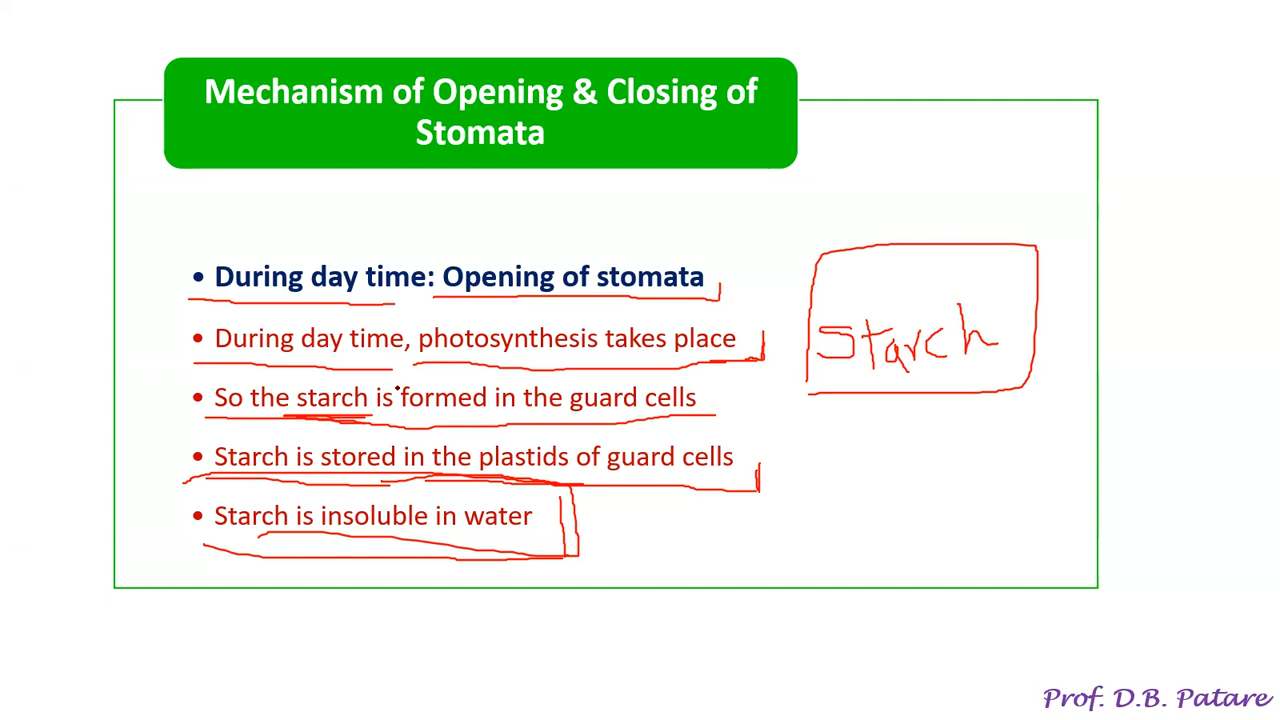 Mechanism of Opening & Closing of
Stomata
• During day time: Opening of stomata
• During day time, photosynthesis takes place
• So the starch is formed in the guard cells
• Starch is stored in the plastids of guard cells
• Starch is insoluble in water
Starch
Prof. D.B. Patare